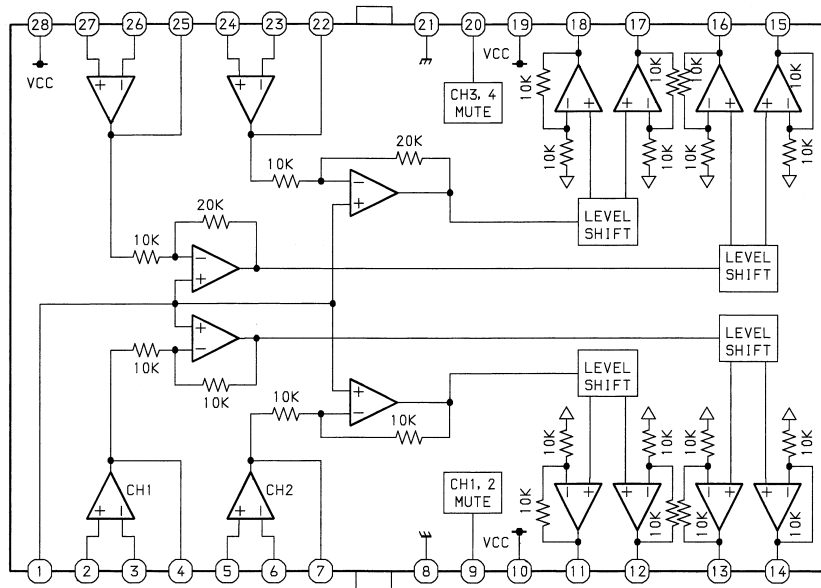 28 27 26 25 24 23 22 21 20 19 18 17 16 15
VCC
+ −
+ −
CH3, 4
MUTE
VCC
10K
− +
+ −
10K
10K
− +
+ −
10K
10K
10K
10K
10K
10K
20K
−
+
LEVEL
SHIFT
20K
10K
−
+
LEVEL
SHIFT
+
−
10K
10K
LEVEL
SHIFT
LEVEL
SHIFT
10K
+
−
10K
10K
10K
10K
10K
CH1
+ −
CH2
+ −
CH1, 2
MUTE
VCC
10K
− +
+ −
10K
10K
− +
+ −
10K
1 2 3 4 5 6 7 8 9 10 11 12 13 14